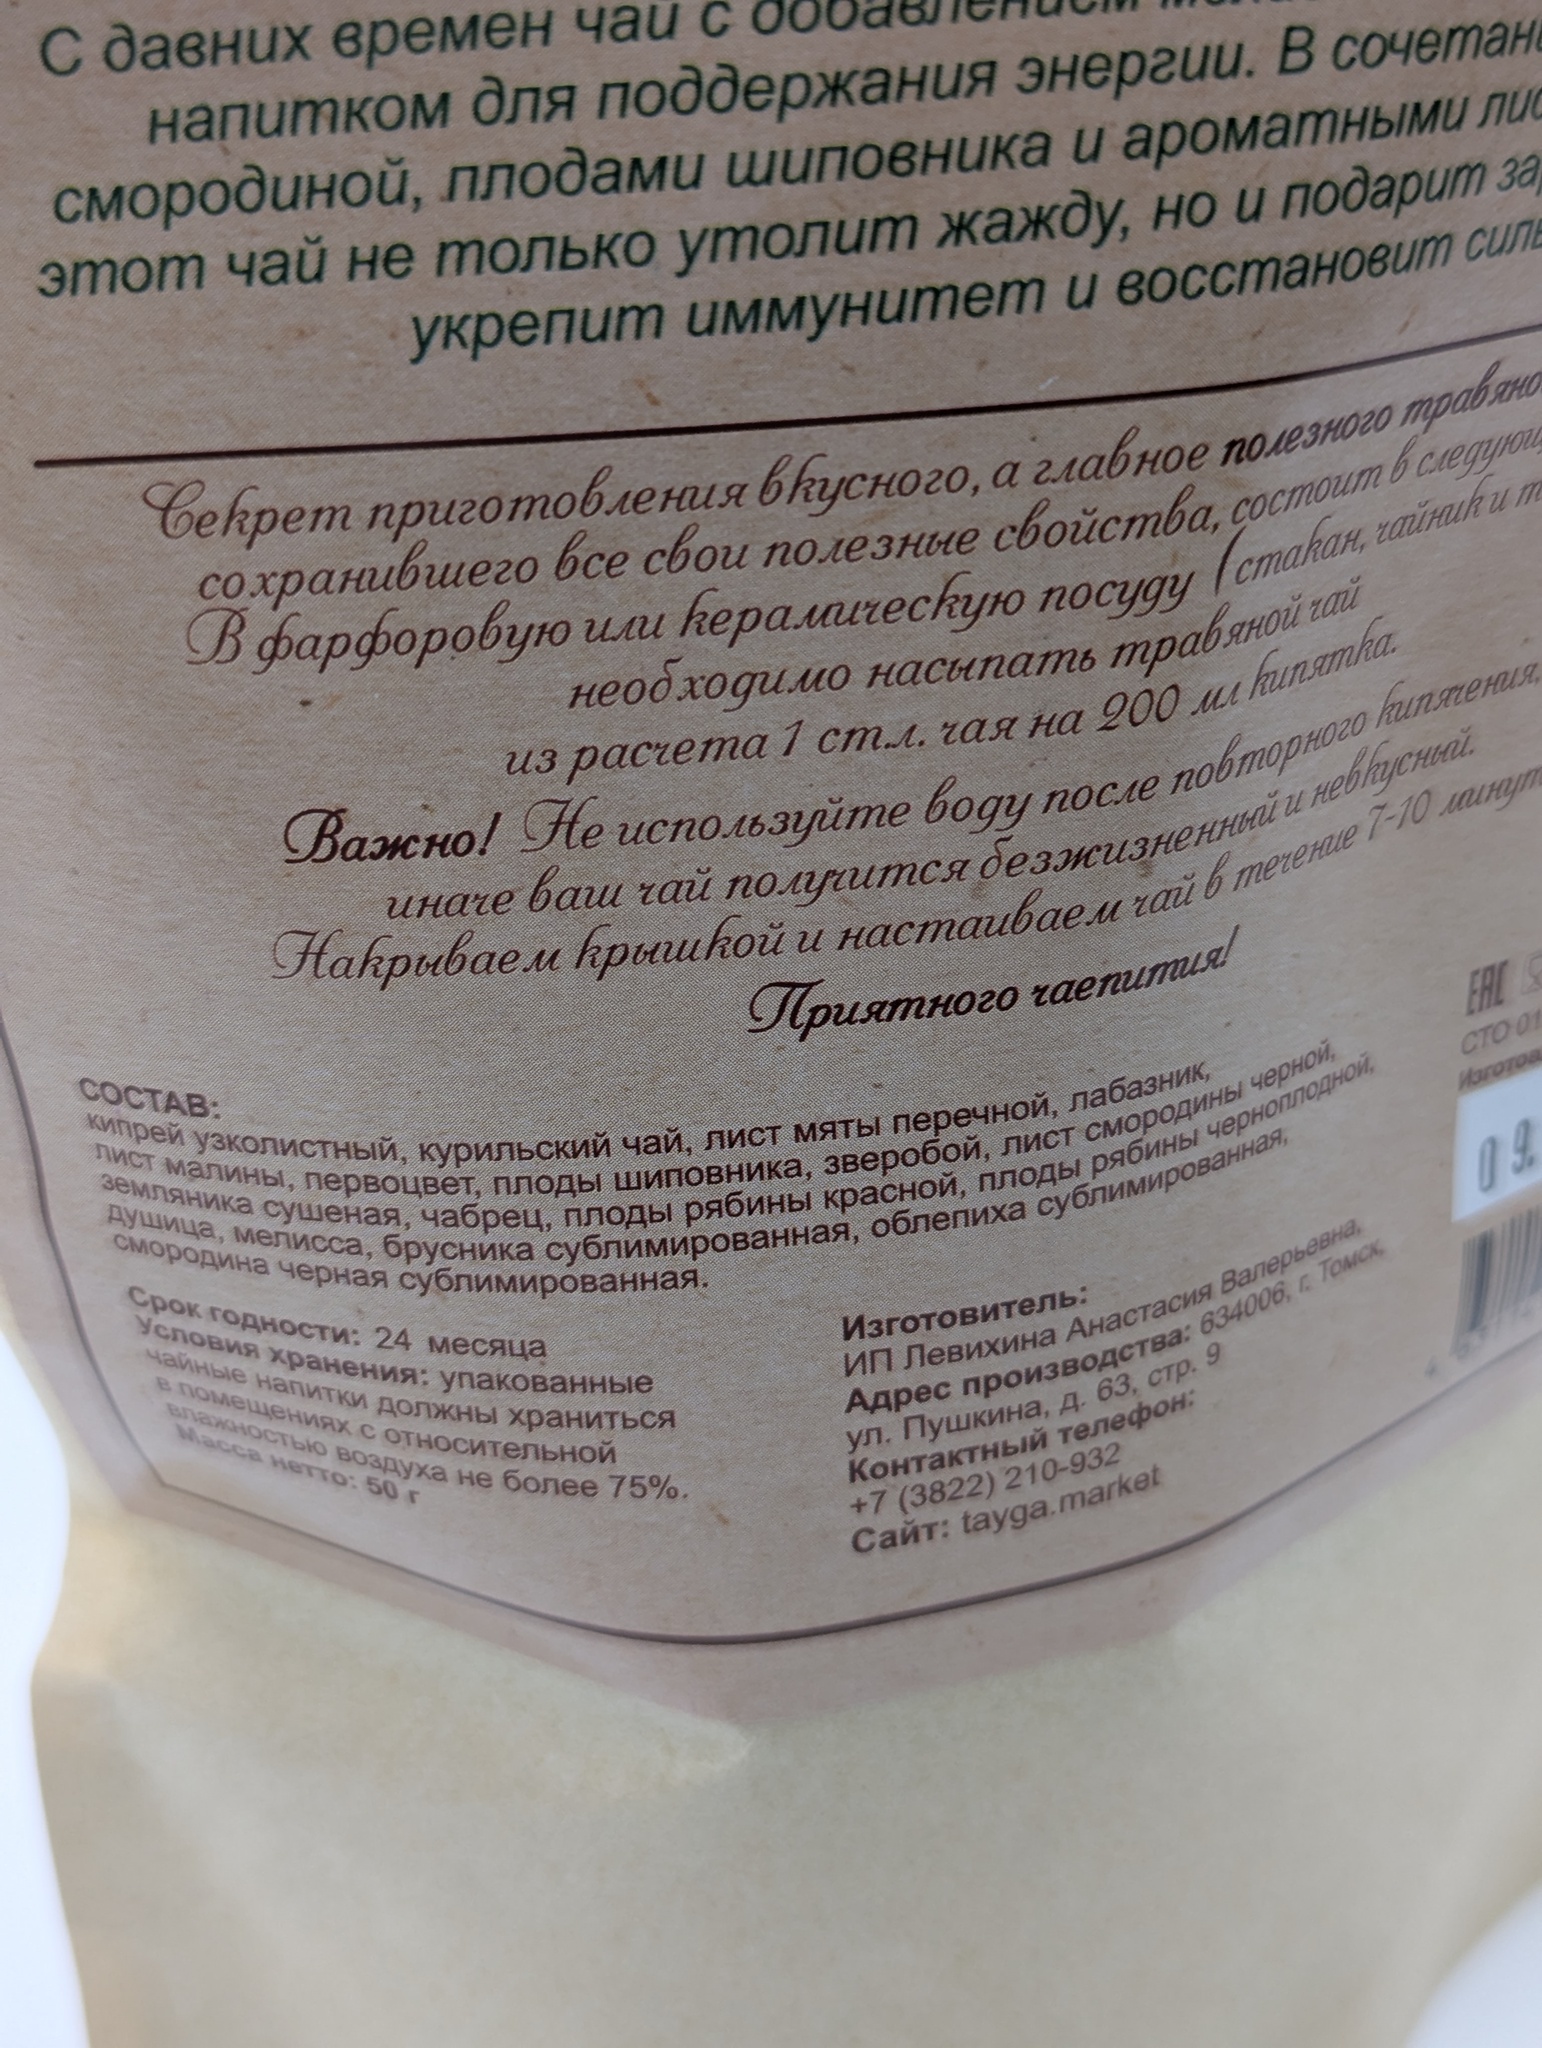 С давних времен чай с добавлением
напитком для поддержания энергии. В
смородиной, плодами шиповника и ароматными
этот чай не только утолит жажду, но и подарит
укрепит иммунитет и восстановит
Секрет приготовления вкусного, а главное полезного
сохранившего все свои полезные свойства, состоит в
В фарфоровую или керамическую посуду (стакан, чайник и
необходимо насыпать травяной чай
из расчета 1 ст.л. чая на 200 мл кипятка.
Важно! Не используйте воду после повторного кипячения,
иначе ваш чай получится безжизненный и невкусный.
Накрываем крышкой и настаиваем чай в течение 7-10 минут
Приятного чаепития!
СОСТАВ:
кипрей узколистный, курильский чай, лист мяты перечной, лабазник,
лист малины, первоцвет, плоды шиповника, зверобой, лист смородины черной,
земляника сушеная, чабрец, плоды рябины красной, плоды рябины черноплодной,
душица, мелисса, брусника сублимированная, облепиха сублимированная,
смородина черная сублимированная.
Срок годности: 24 месяца
Условия хранения: упакованные
чайные напитки должны храниться
в помещениях с относительной
влажностью воздуха не более 75%.
Масса нетто: 50 г
Изготовитель:
ИП Левихина Анастасия Валерьевна,
Адрес производства: 634006, г. Томск,
ул. Пушкина, д. 63, стр. 9
Контактный телефон:
+7 (3822) 210-932
Сайт: tayga.market
EAC
СТО 01
09.